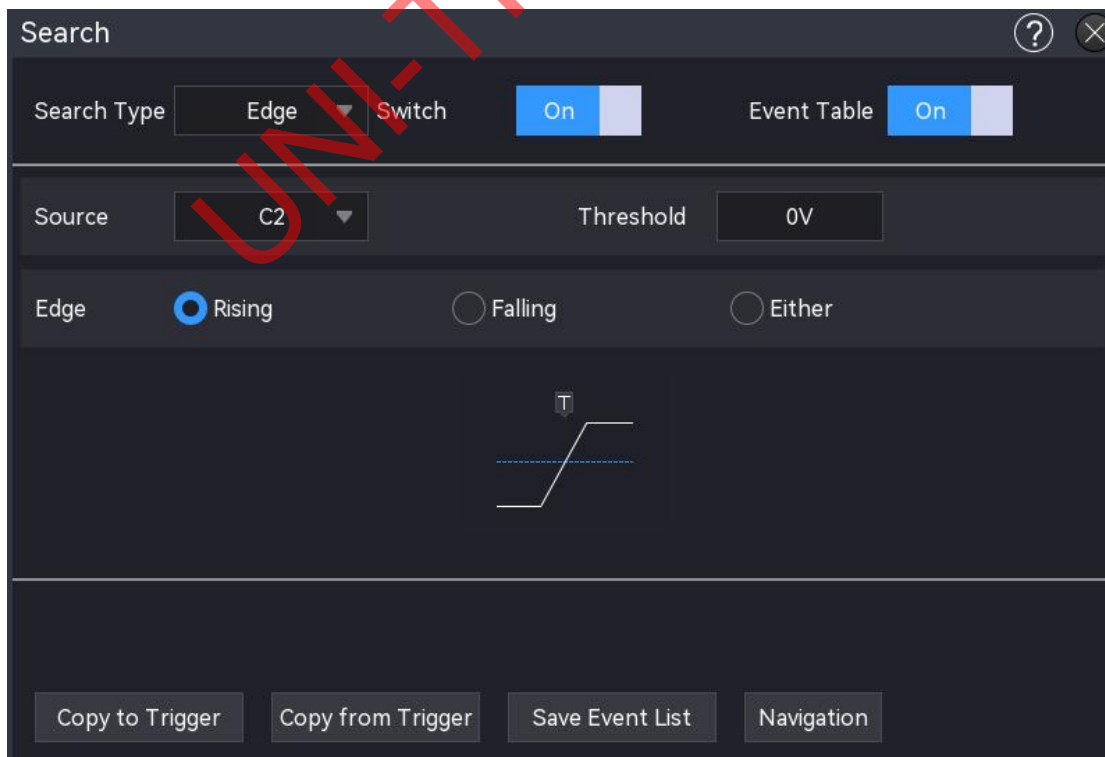 Search ?
Search Type Edge Switch On Event Table On
Source C2 Threshold 0V
Edge Rising Falling Either
T
Copy to Trigger Copy from Trigger Save Event List Navigation
UNI-T